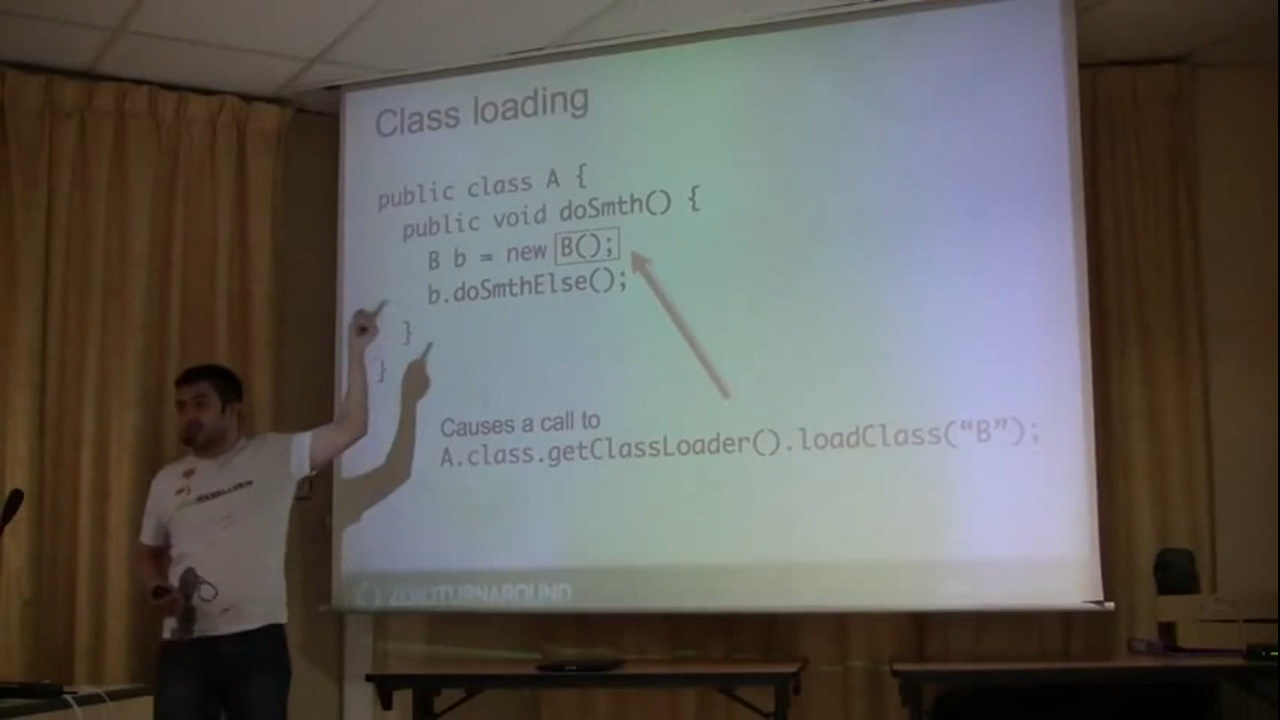 Class loading
public class A {
public void doSmth() {
B b = new B();
b.doSmthElse();
}
}
Causes a call to
A.class.getClassLoader().loadClass(“B”);
ZEROTURNAROUND